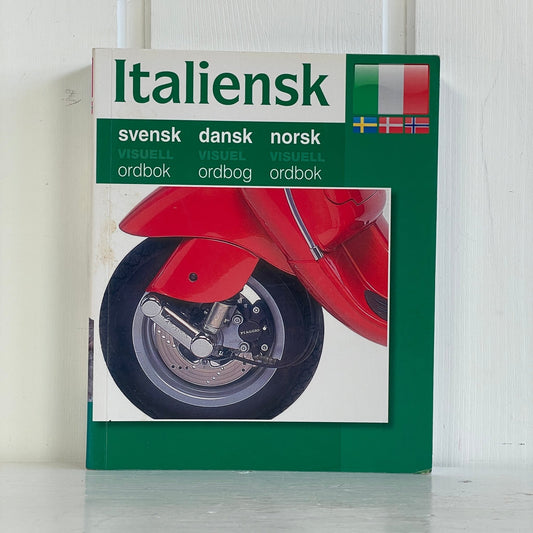 Italiensk
svensk dansk norsk
VISUELL VISUEL VISUELL
ordbok ordbog ordbok
PIAGGIO